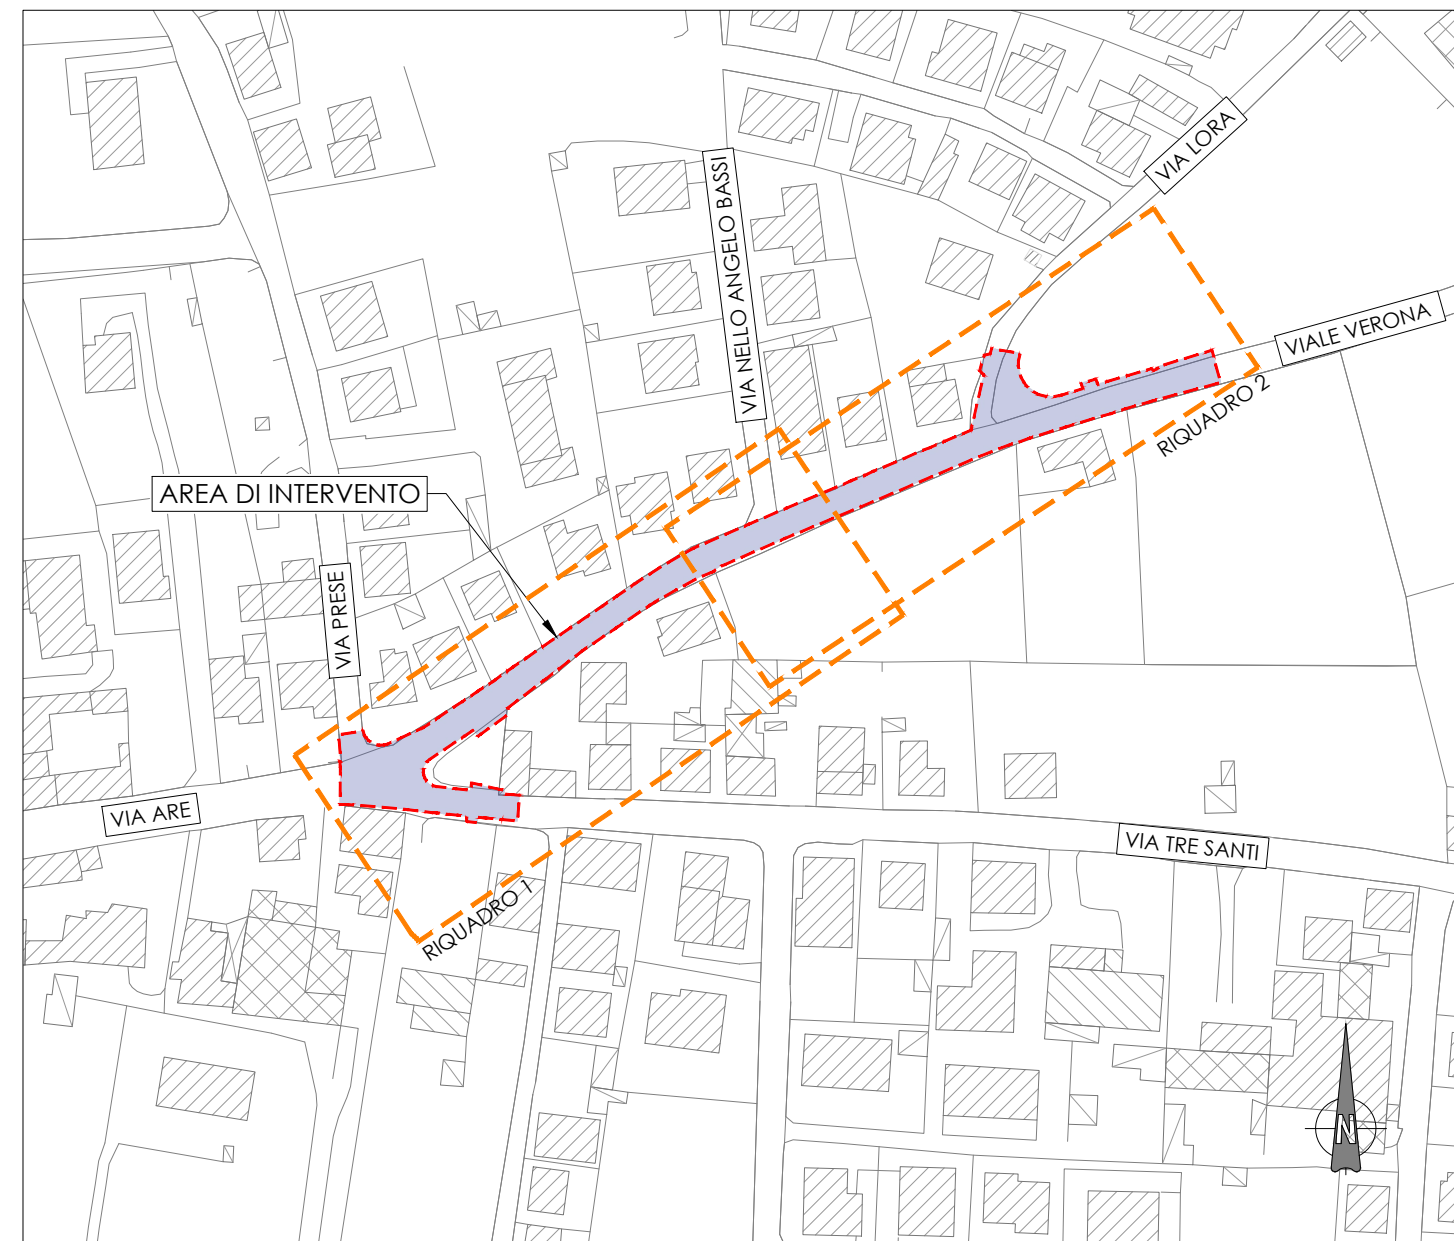 VIA LORA
VIA NELLO ANGELO BASSI
VIALE VERONA
RIQUADRO 2
AREA DI INTERVENTO
VIA PRESE
VIA ARE
VIA TRE SANTI
RIQUADRO 1
N